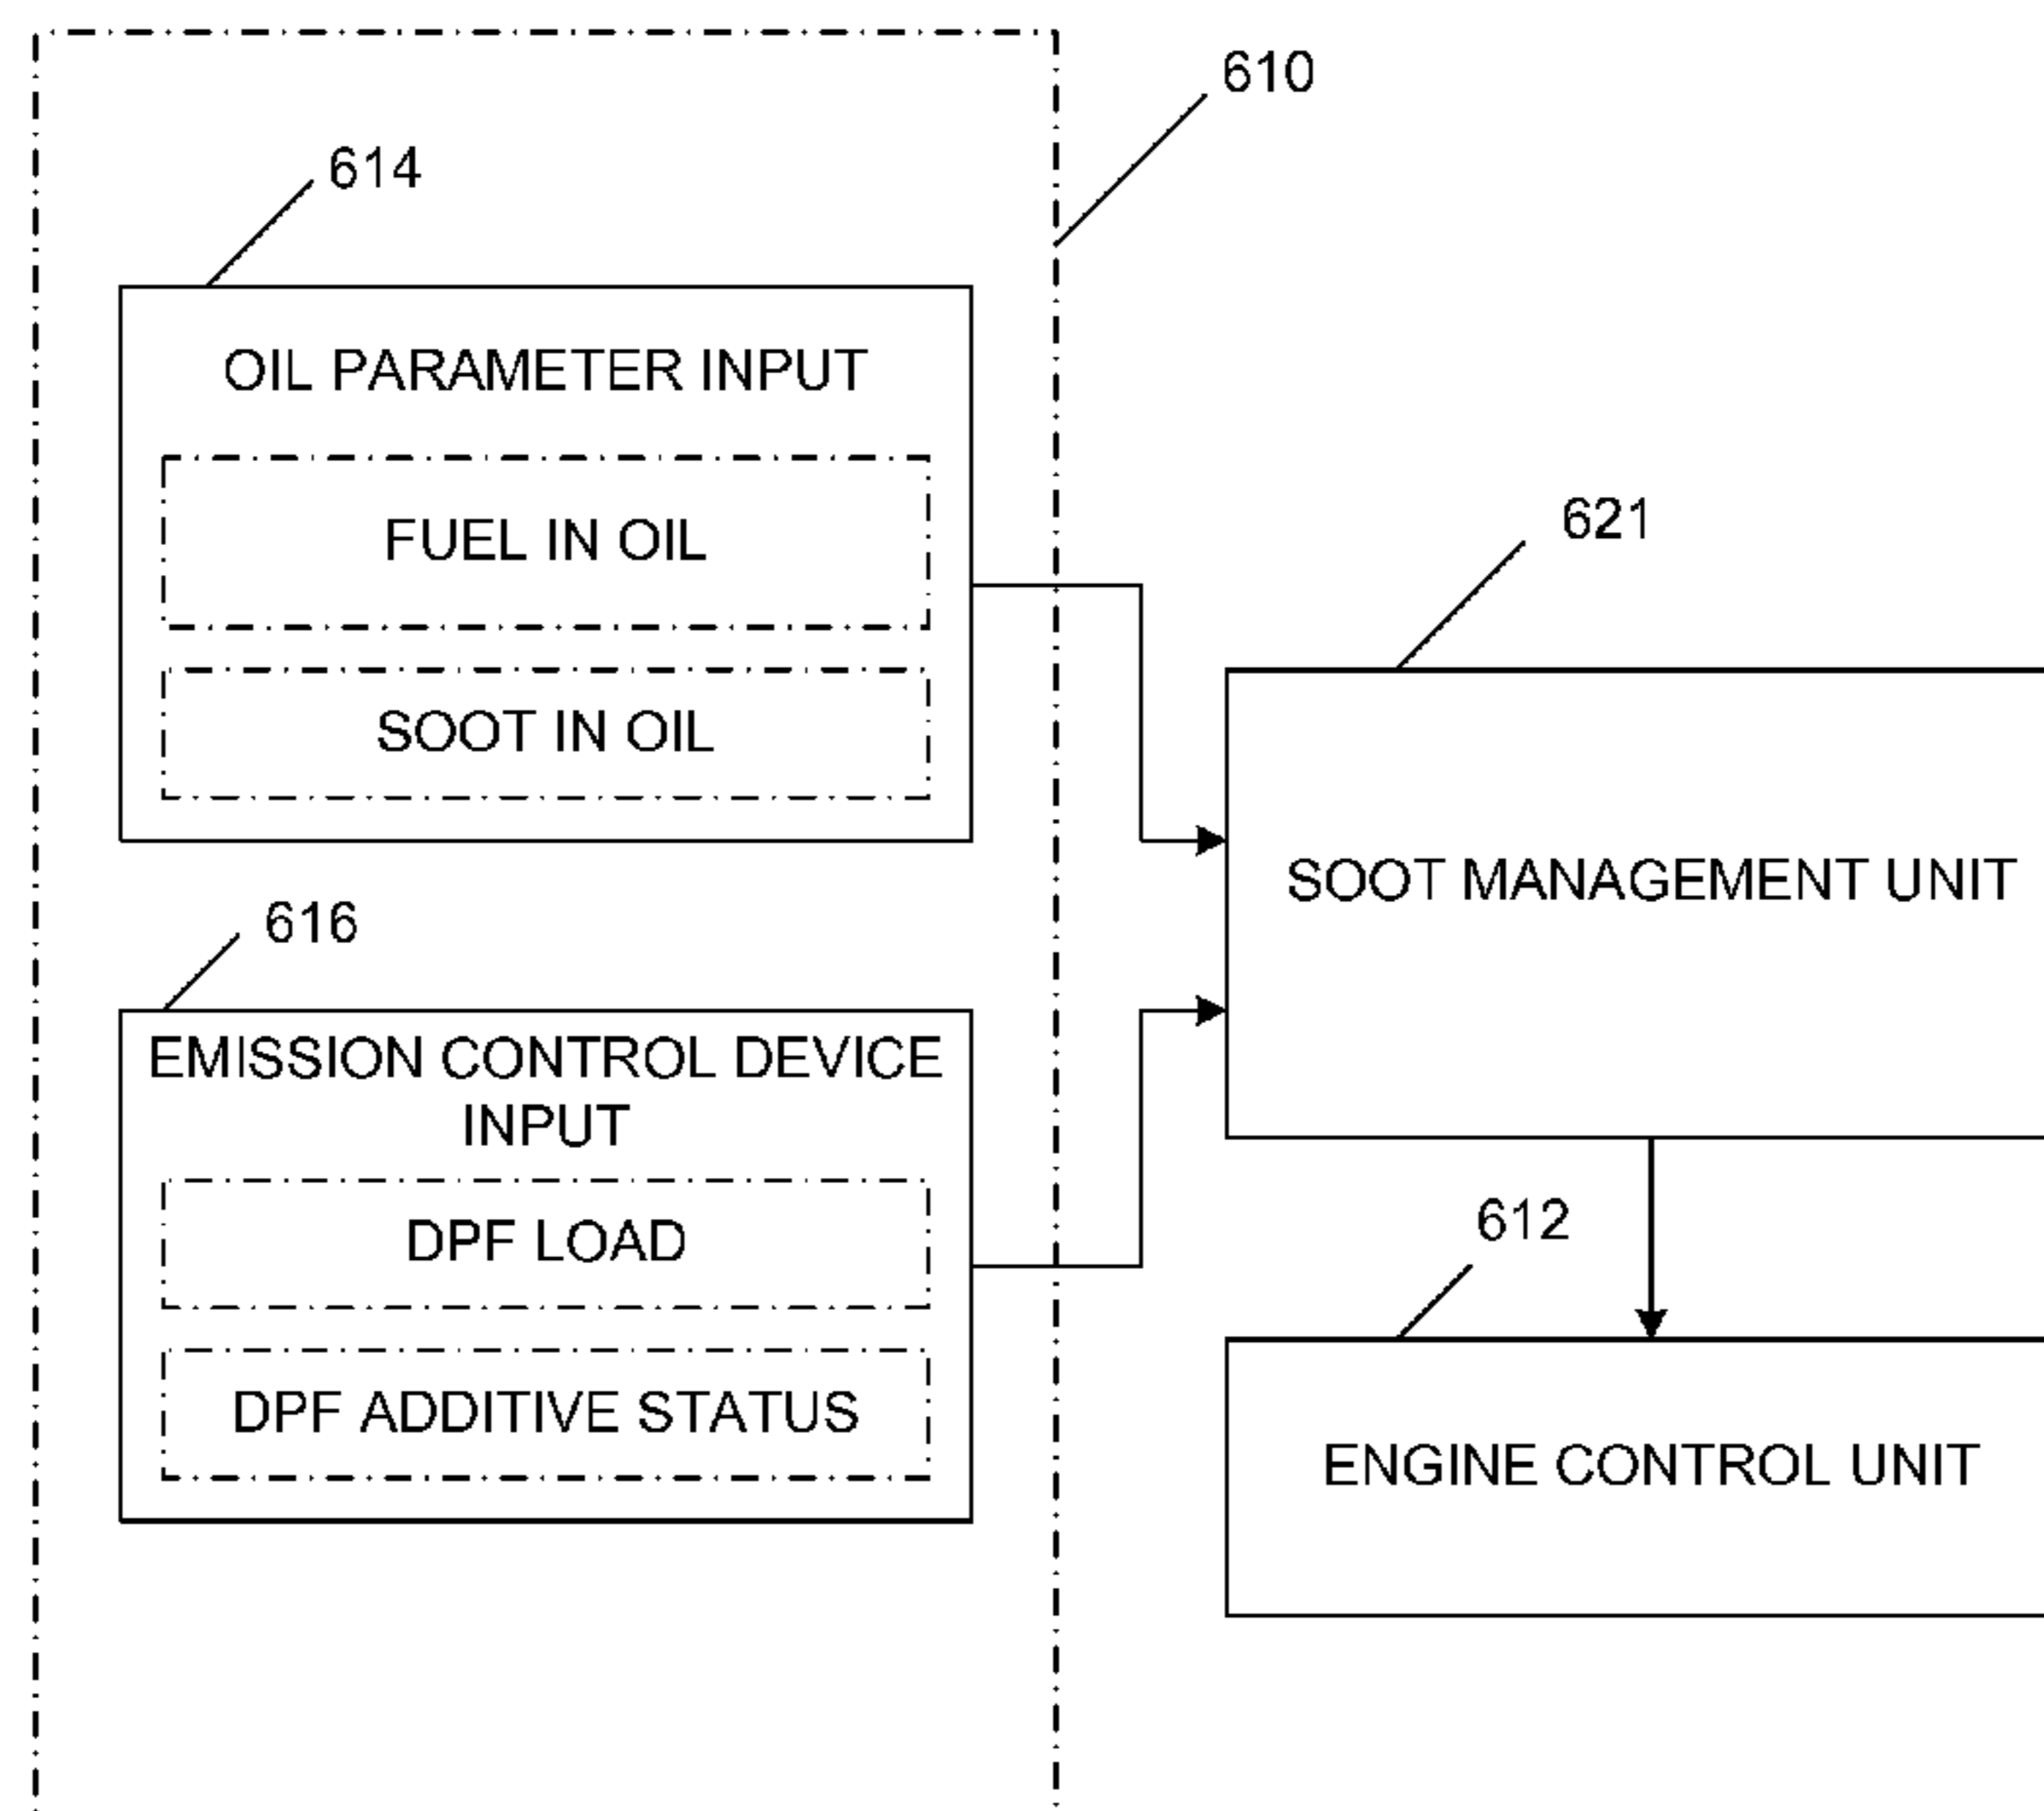 610
614
OIL PARAMETER INPUT
FUEL IN OIL
SOOT IN OIL
621
SOOT MANAGEMENT UNIT
616
EMISSION CONTROL DEVICE
INPUT
DPF LOAD
DPF ADDITIVE STATUS
612
ENGINE CONTROL UNIT